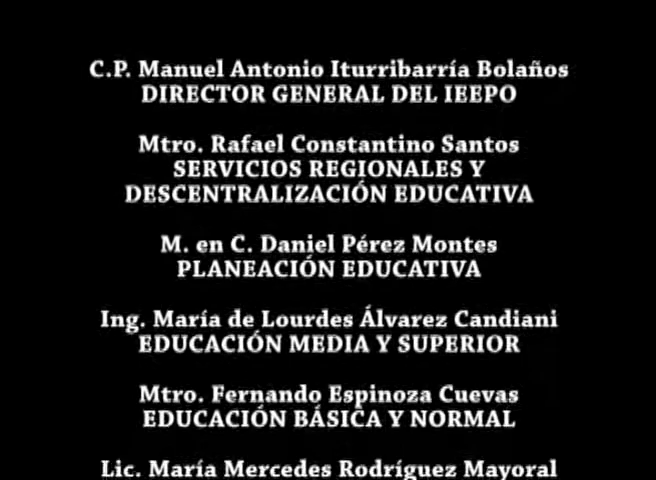 C.P. Manuel Antonio Iturribarría Bolaños
DIRECTOR GENERAL DEL IEEPO
Mtro. Rafael Constantino Santos
SERVICIOS REGIONALES Y
DESCENTRALIZACIÓN EDUCATIVA
M. en C. Daniel Pérez Montes
PLANEACIÓN EDUCATIVA
Ing. María de Lourdes Álvarez Candiani
EDUCACIÓN MEDIA Y SUPERIOR
Mtro. Fernando Espinoza Cuevas
EDUCACIÓN BÁSICA Y NORMAL
Lic. María Mercedes Rodríguez Mayoral